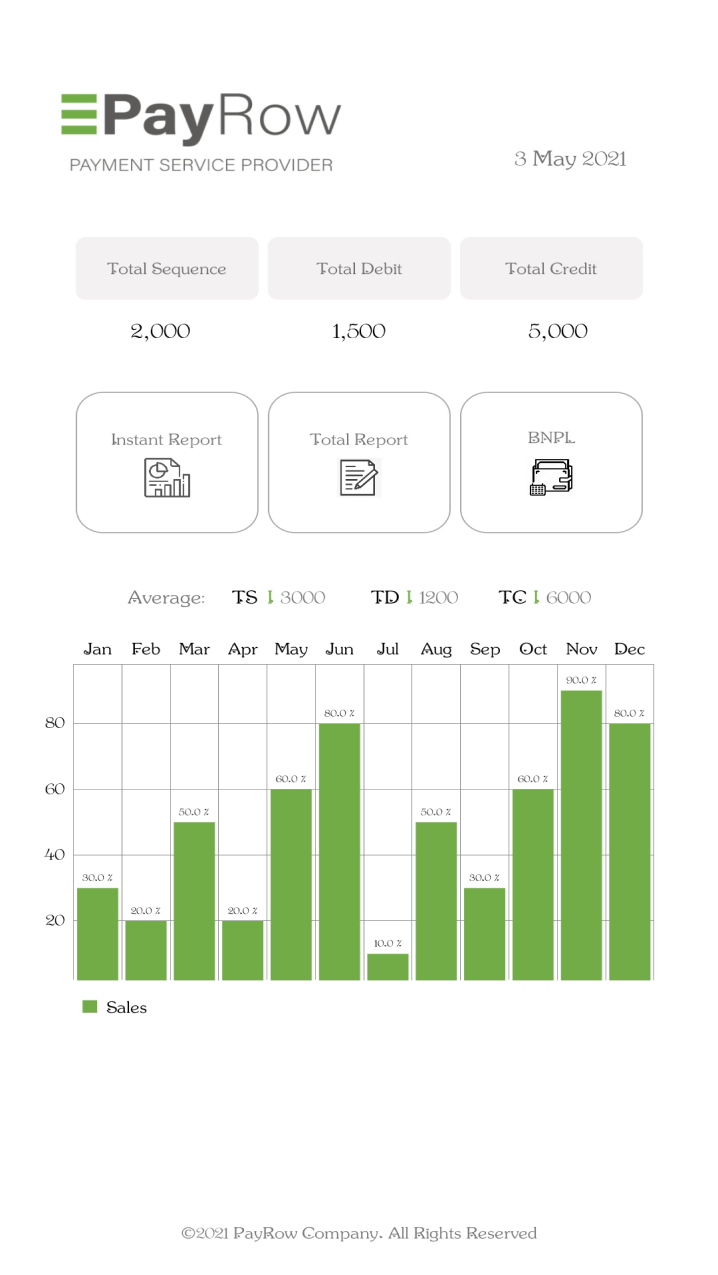 PayRow
PAYMENT SERVICE PROVIDER
3 May 2021
Total Sequence Total Debit Total Credit
2,000 1,500 5,000
Instant Report Total Report BNPL
Average: TS 3000 TD 1200 TC 6000
Jan Feb Mar Apr May Jun Jul Aug Sep Oct Nov Dec
90.0 %
80.0 % 80.0 %
80
60.0 % 60.0 %
60
50.0 % 50.0 %
40
30.0 % 30.0 %
20.0 % 20.0 %
20
10.0 %
Sales
©2021 PayRow Company. All Rights Reserved